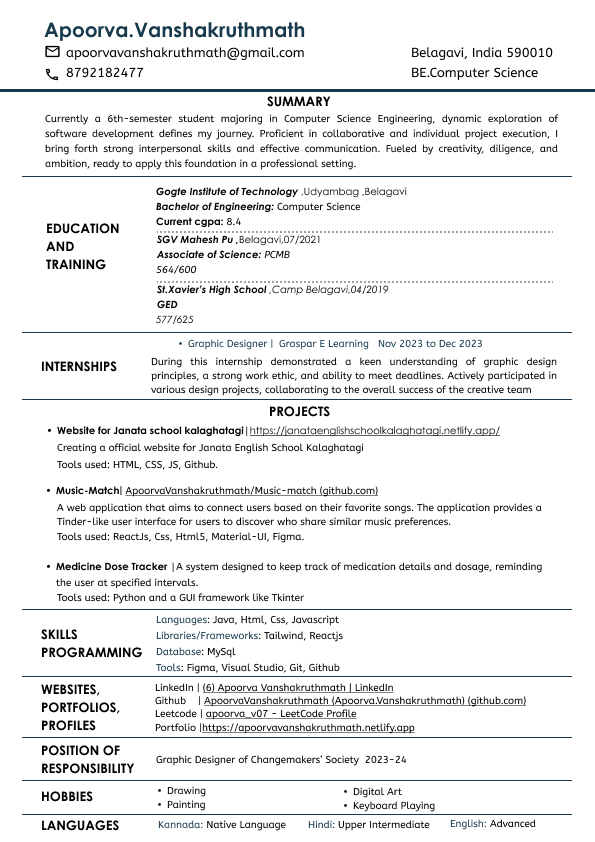 Apoorva.Vanshakruthmath
apoorvavanshakruthmath@gmail.com
Belagavi, India 590010
8792182477
BE.Computer Science
SUMMARY
Currently a 6th-semester student majoring in Computer Science Engineering, dynamic exploration of
software development defines my journey. Proficient in collaborative and individual project execution, I
bring forth strong interpersonal skills and effective communication. Fueled by creativity, diligence, and
ambition, ready to apply this foundation in a professional setting.
EDUCATION
AND
TRAINING
Gogte Institute of Technology ,Udyambag ,Belagavi
Bachelor of Engineering: Computer Science
Current cgpa: 8.4
SGV Mahesh Pu ,Belagavi,07/2021
Associate of Science: PCMB
564/600
St.Xavier's High School ,Camp Belagavi,04/2019
GED
577/625
INTERNSHIPS
• Graphic Designer | Graspar E Learning Nov 2023 to Dec 2023
During this internship demonstrated a keen understanding of graphic design
principles, a strong work ethic, and ability to meet deadlines. Actively participated in
various design projects, collaborating to the overall success of the creative team
PROJECTS
• Website for Janata school kalaghatagi|https://janataenglishschoolkalaghatagi.netlify.app/
Creating a official website for Janata English School Kalaghatagi
Tools used: HTML, CSS, JS, Github.
• Music-Match| ApoorvaVanshakruthmath/Music-match (github.com)
A web application that aims to connect users based on their favorite songs. The application provides a
Tinder-like user interface for users to discover who share similar music preferences.
Tools used: ReactJs, Css, Html5, Material-UI, Figma.
• Medicine Dose Tracker |A system designed to keep track of medication details and dosage, reminding
the user at specified intervals.
Tools used: Python and a GUI framework like Tkinter
SKILLS
PROGRAMMING
Languages: Java, Html, Css, Javascript
Libraries/Frameworks: Tailwind, Reactjs
Database: MySql
Tools: Figma, Visual Studio, Git, Github
WEBSITES,
PORTFOLIOS,
PROFILES
LinkedIn | (6) Apoorva Vanshakruthmath | LinkedIn
Github | ApoorvaVanshakruthmath (Apoorva.Vanshakruthmath) (github.com)
Leetcode | apoorva_v07 - LeetCode Profile
Portfolio |https://apoorvavanshakruthmath.netlify.app
POSITION OF
RESPONSIBILITY
Graphic Designer of Changemakers' Society 2023-24
HOBBIES
• Drawing
• Painting
• Digital Art
• Keyboard Playing
LANGUAGES
Kannada: Native Language
Hindi: Upper Intermediate
English: Advanced